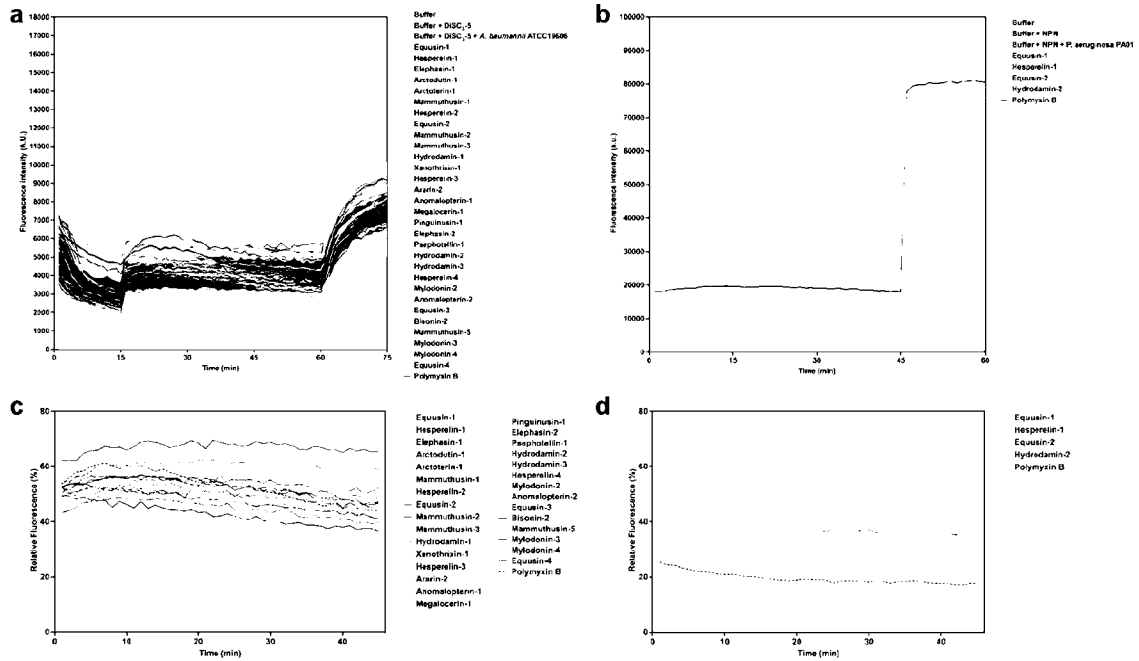 a
18000
17000
16000
15000
14000
13000
12000
11000
10000
9000
8000
7000
6000
5000
4000
3000
2000
1000
0
Fluorescence intensity (A.U.)
0 15 30 45 60 75
Time (min)
Buffer
Buffer + DiSC₃-5
Buffer + DiSC₃-5 + A. baumannii ATCC19606
Equusin-1
Hesperelin-1
Elephasin-1
Arctodutin-1
Arctoterin-1
Mammuthusin-1
Hesperelin-2
Equusin-2
Mammuthusin-2
Mammuthusin-3
Hydrodamin-1
Xenothrixin-1
Hesperelin-3
Ararin-2
Anomalopterin-1
Megalocerin-1
Pinguinusin-1
Elephasin-2
Psephotellin-1
Hydrodamin-2
Hydrodamin-3
Hesperelin-4
Mylodonin-2
Anomalopterin-2
Equusin-3
Bisonin-2
Mammuthusin-5
Mylodonin-3
Mylodonin-4
Equusin-4
Polymyxin B
b
100000
90000
80000
70000
60000
50000
40000
30000
20000
10000
0
Fluorescence intensity (A.U.)
0 15 30 45 60
Time (min)
Buffer
Buffer + NPN
Buffer + NPN + P. aeruginosa PA01
Equusin-1
Hesperelin-1
Equusin-2
Hydrodamin-2
Polymyxin B
c
80
60
40
20
0
Relative Fluorescence (%)
0 10 20 30 40
Time (min)
Equusin-1
Hesperelin-1
Elephasin-1
Arctodutin-1
Arctoterin-1
Mammuthusin-1
Hesperelin-2
Equusin-2
Mammuthusin-2
Mammuthusin-3
Hydrodamin-1
Xenothrixin-1
Hesperelin-3
Ararin-2
Anomalopterin-1
Megalocerin-1
Pinguinusin-1
Elephasin-2
Psephotellin-1
Hydrodamin-2
Hydrodamin-3
Hesperelin-4
Mylodonin-2
Anomalopterin-2
Equusin-3
Bisonin-2
Mammuthusin-5
Mylodonin-3
Mylodonin-4
Equusin-4
Polymyxin B
d
80
60
40
20
0
Relative Fluorescence (%)
0 10 20 30 40
Time (min)
Equusin-1
Hesperelin-1
Equusin-2
Hydrodamin-2
Polymyxin B